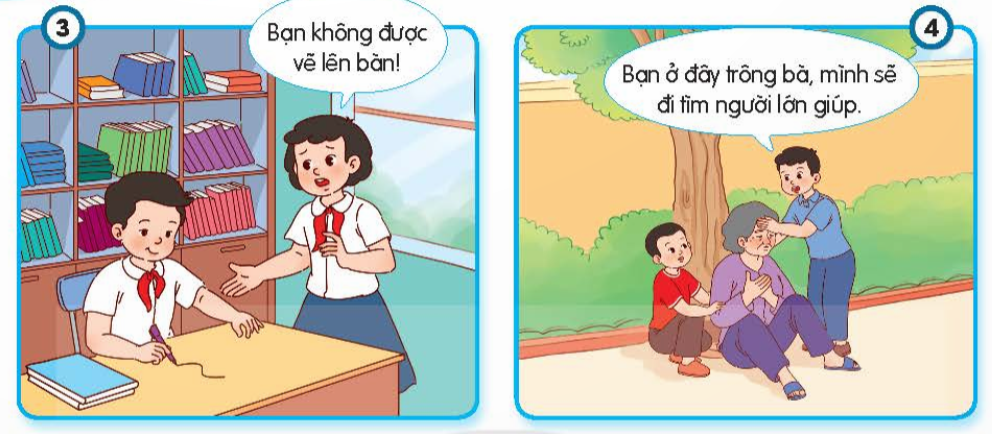 3
Bạn không được
vẽ lên bàn!
4
Bạn ở đây trông bà, mình sẽ
đi tìm người lớn giúp.